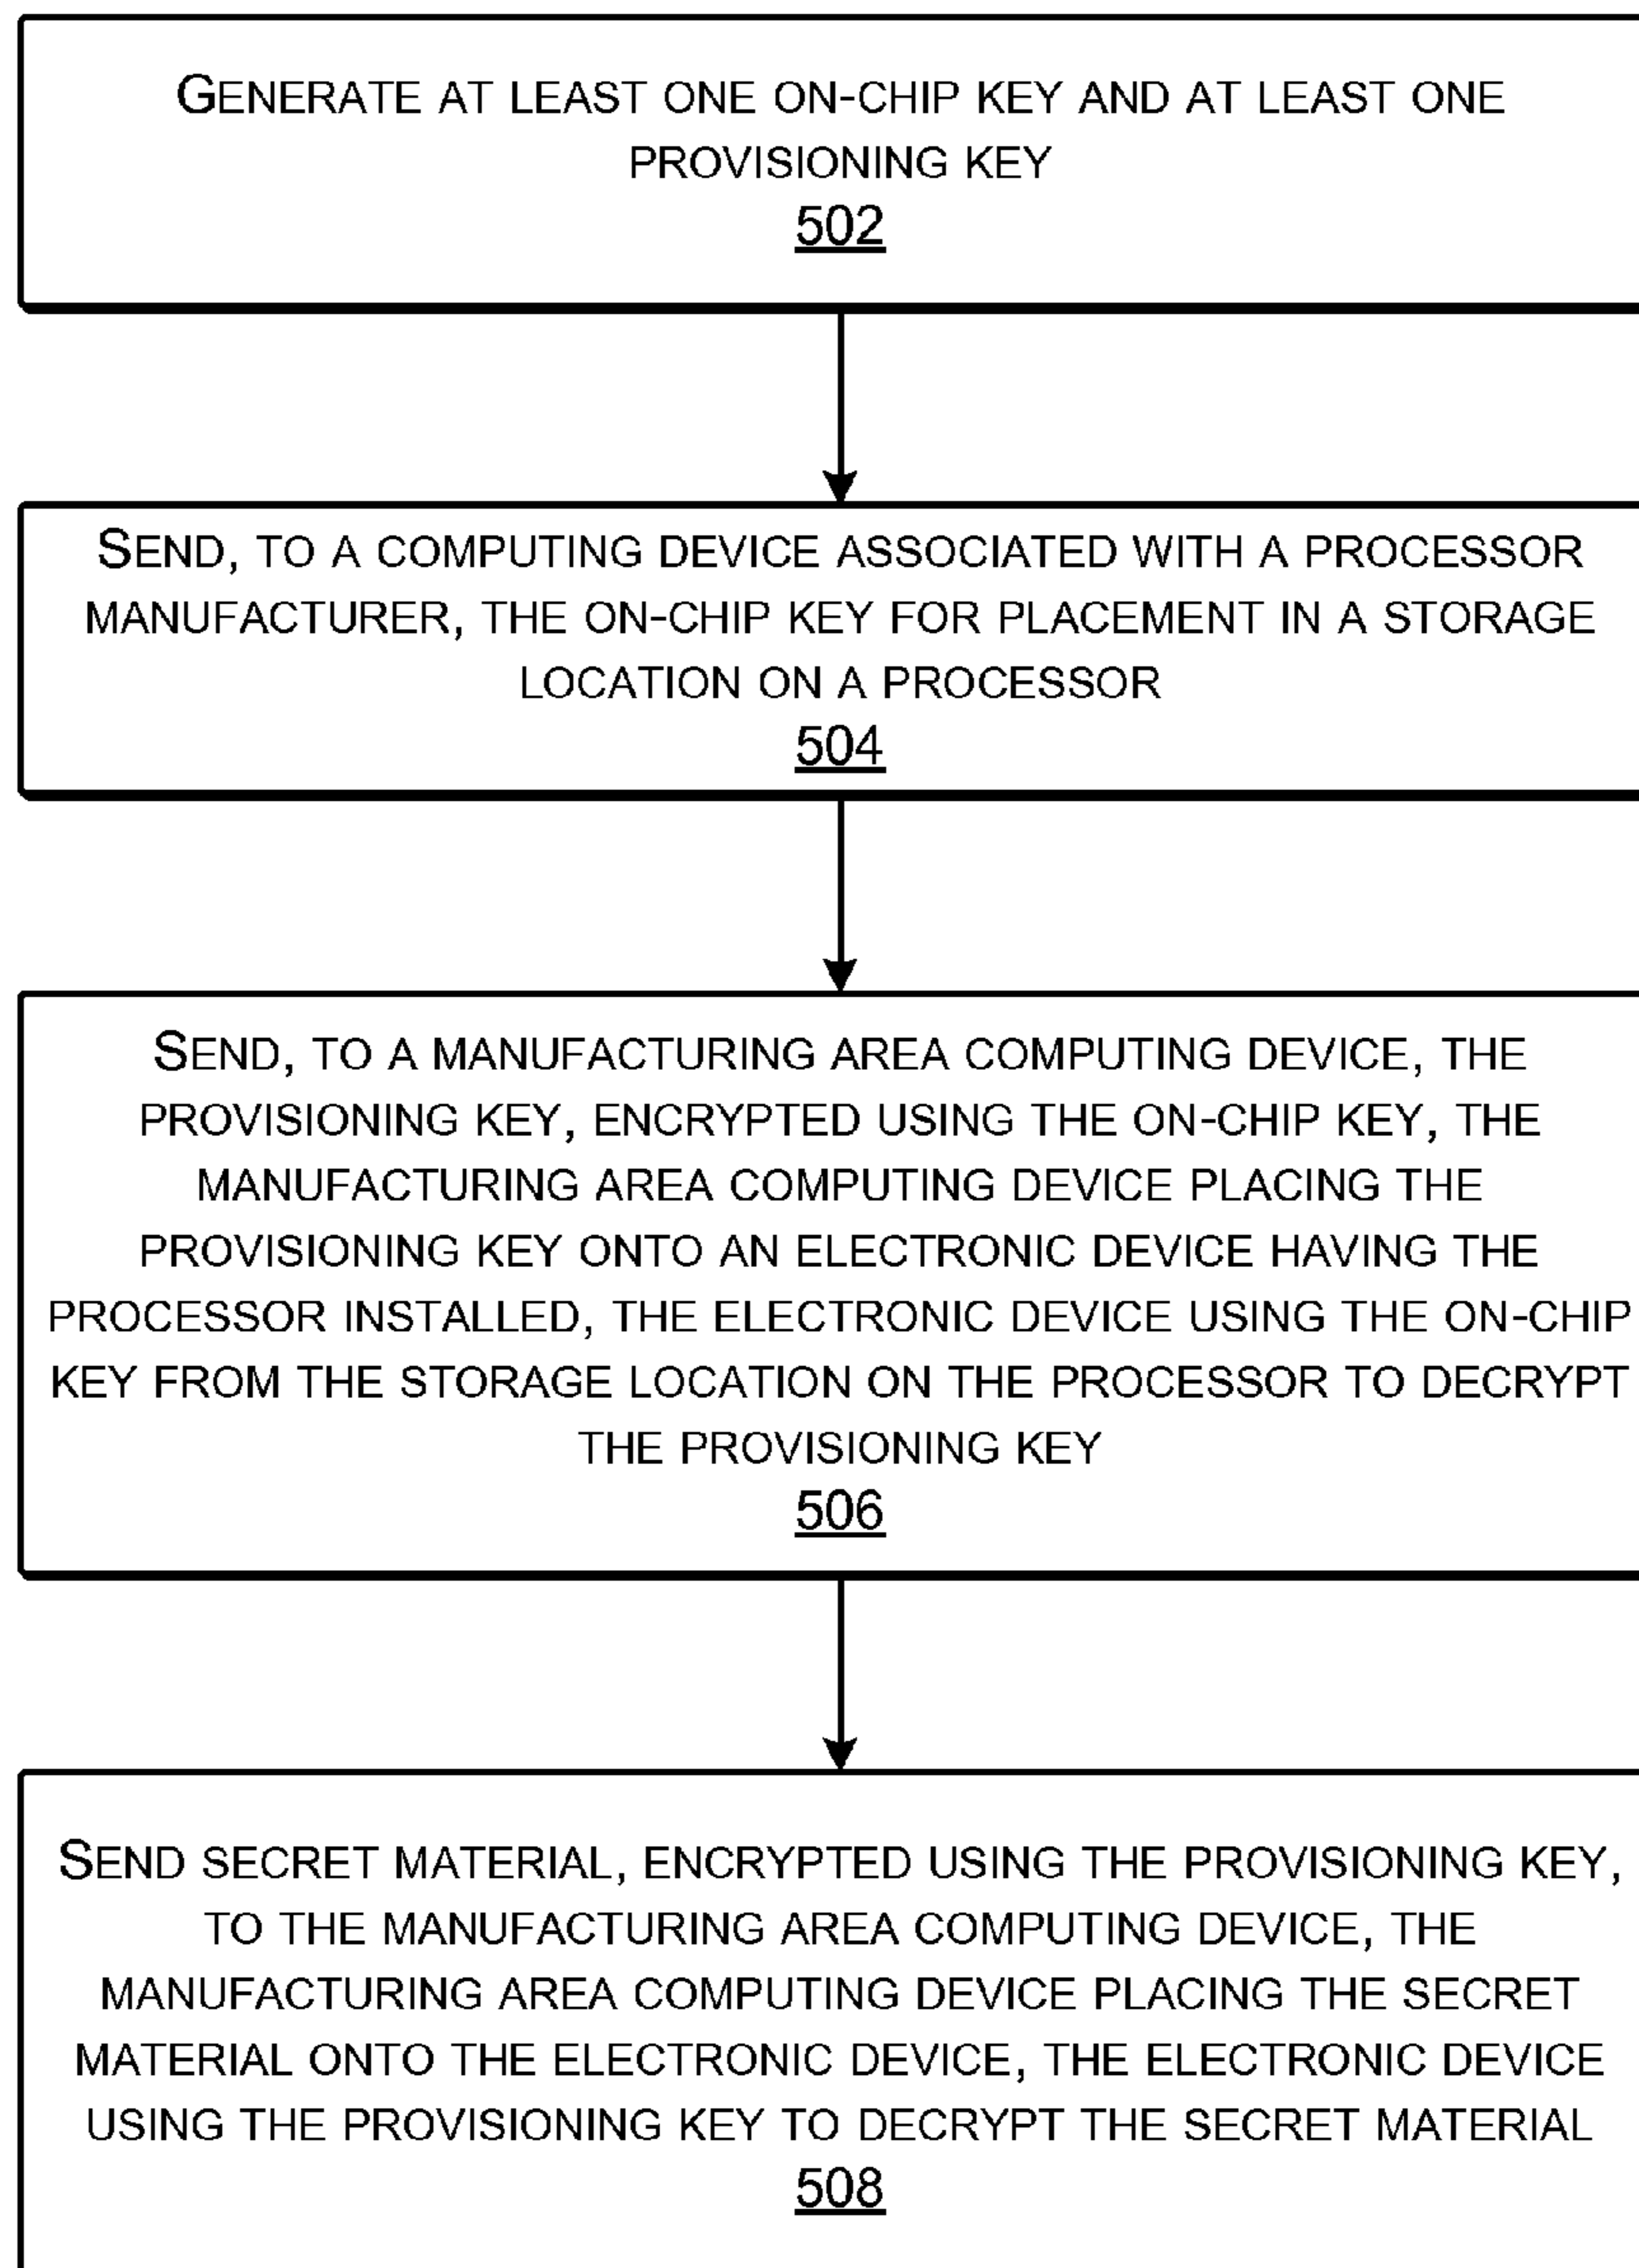 GENERATE AT LEAST ONE ON-CHIP KEY AND AT LEAST ONE
PROVISIONING KEY
502
SEND, TO A COMPUTING DEVICE ASSOCIATED WITH A PROCESSOR
MANUFACTURER, THE ON-CHIP KEY FOR PLACEMENT IN A STORAGE
LOCATION ON A PROCESSOR
504
SEND, TO A MANUFACTURING AREA COMPUTING DEVICE, THE
PROVISIONING KEY, ENCRYPTED USING THE ON-CHIP KEY, THE
MANUFACTURING AREA COMPUTING DEVICE PLACING THE
PROVISIONING KEY ONTO AN ELECTRONIC DEVICE HAVING THE
PROCESSOR INSTALLED, THE ELECTRONIC DEVICE USING THE ON-CHIP
KEY FROM THE STORAGE LOCATION ON THE PROCESSOR TO DECRYPT
THE PROVISIONING KEY
506
SEND SECRET MATERIAL, ENCRYPTED USING THE PROVISIONING KEY,
TO THE MANUFACTURING AREA COMPUTING DEVICE, THE
MANUFACTURING AREA COMPUTING DEVICE PLACING THE SECRET
MATERIAL ONTO THE ELECTRONIC DEVICE, THE ELECTRONIC DEVICE
USING THE PROVISIONING KEY TO DECRYPT THE SECRET MATERIAL
508